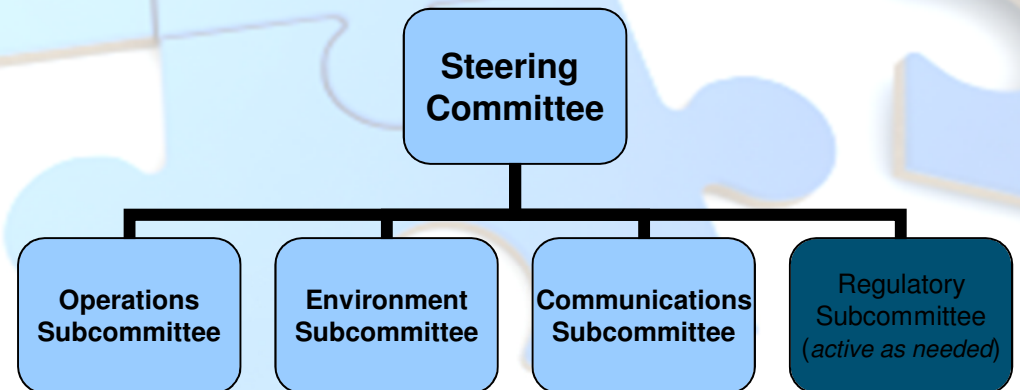 Steering
Committee
Operations
Subcommittee
Environment
Subcommittee
Communications
Subcommittee
Regulatory
Subcommittee
(active as needed)